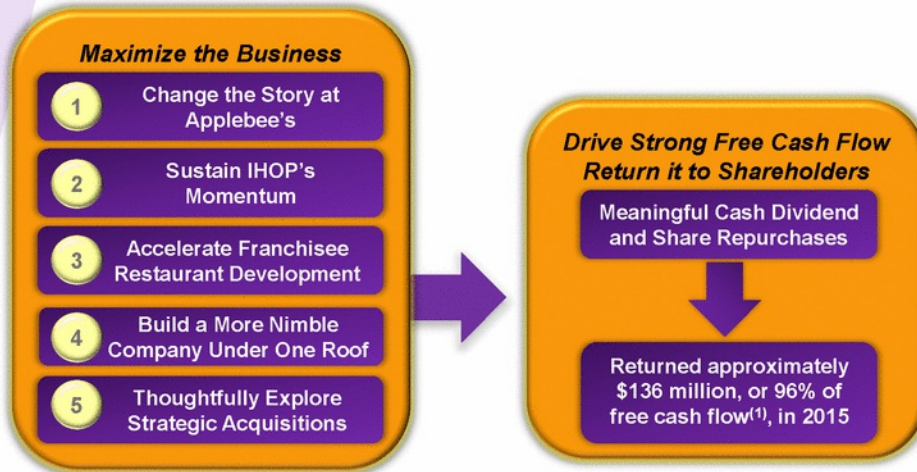 Maximize the Business
1
Change the Story at
Applebee's
2
Sustain IHOP's
Momentum
3
Accelerate Franchisee
Restaurant Development
4
Build a More Nimble
Company Under One Roof
5
Thoughtfully Explore
Strategic Acquisitions
Drive Strong Free Cash Flow
Return it to Shareholders
Meaningful Cash Dividend
and Share Repurchases
Returned approximately
$136 million, or 96% of
free cash flow(1), in 2015